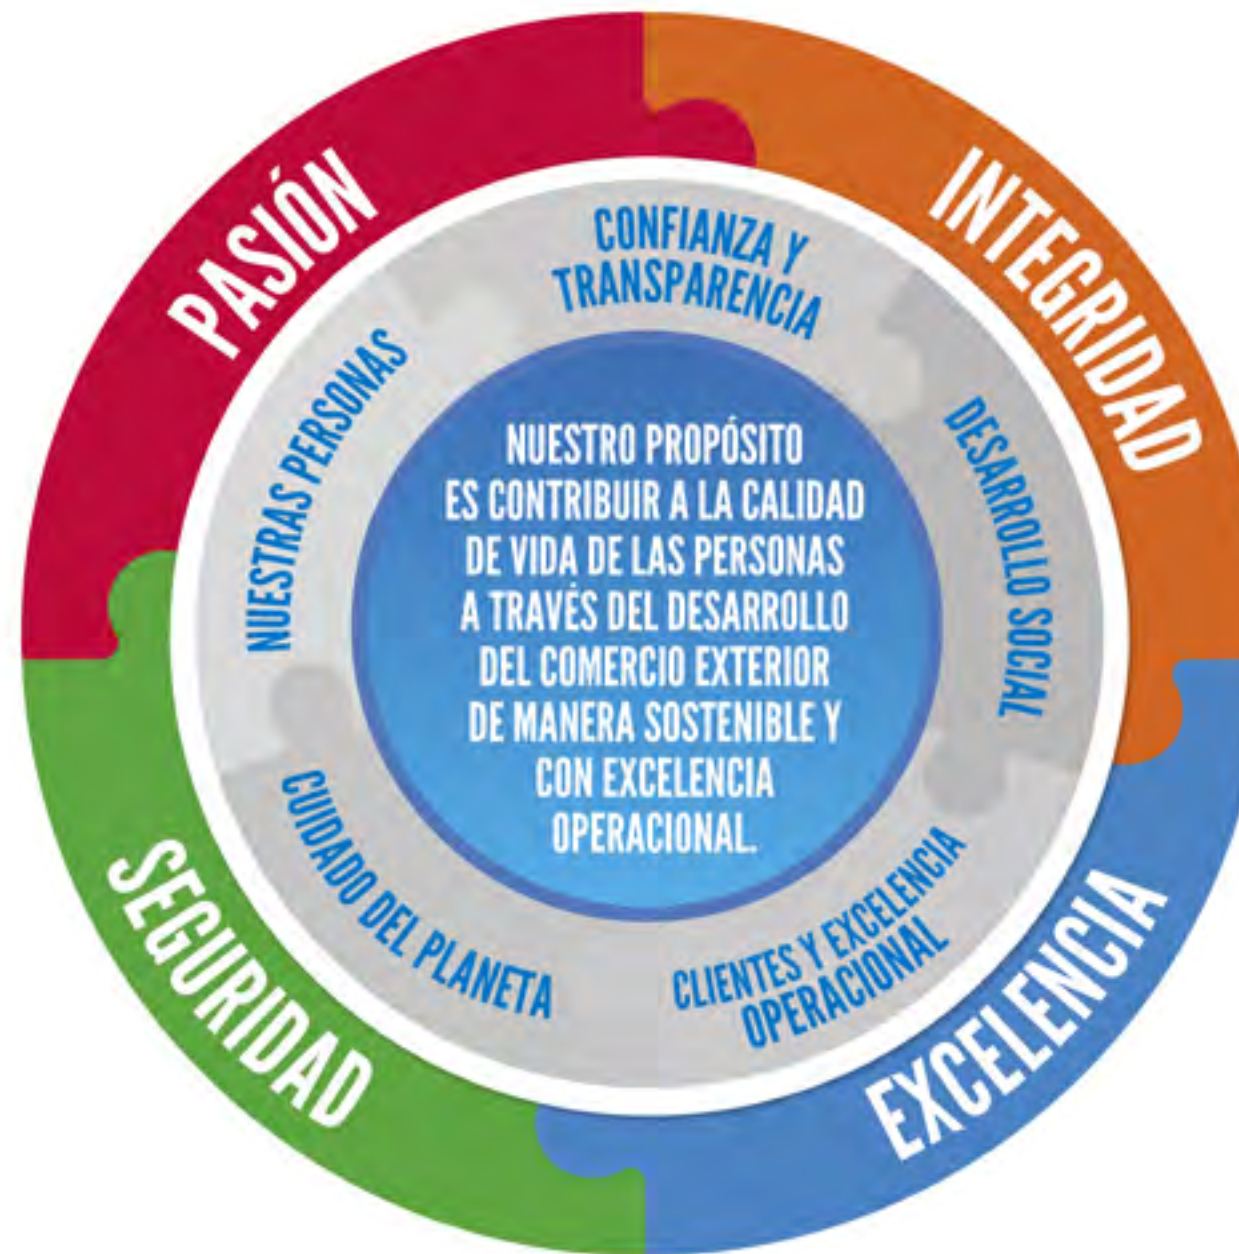 PASIÓN
INTEGRIDAD
EXCELENCIA
SEGURIDAD
CONFIANZA Y
TRANSPARENCIA
DESARROLLO SOCIAL
CLIENTES Y EXCELENCIA
OPERACIONAL
CUIDADO DEL PLANETA
NUESTRAS PERSONAS
NUESTRO PROPÓSITO
ES CONTRIBUIR A LA CALIDAD
DE VIDA DE LAS PERSONAS
A TRAVÉS DEL DESARROLLO
DEL COMERCIO EXTERIOR
DE MANERA SOSTENIBLE Y
CON EXCELENCIA
OPERACIONAL.